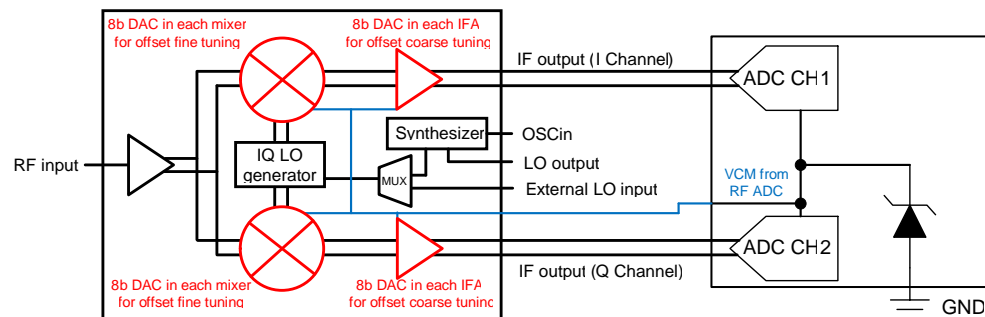 8b DAC in each mixer
for offset fine tuning
8b DAC in each IFA
for offset coarse tuning
IF output (I Channel)
ADC CH1
Synthesizer
OSCin
RF input
IQ LO
generator
LO output
MUX
External LO input
VCM from
RF ADC
ADC CH2
IF output (Q Channel)
8b DAC in each mixer
for offset fine tuning
8b DAC in each IFA
for offset coarse tuning
GND